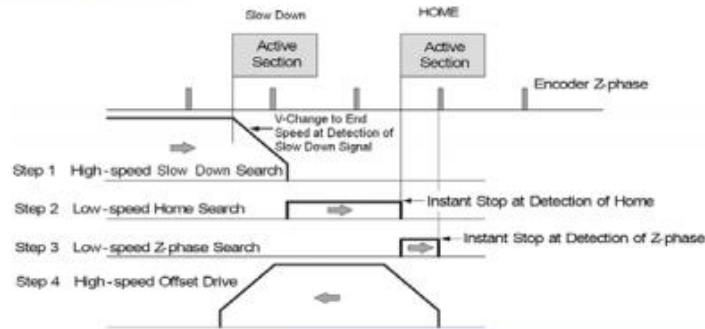 Slow Down
HOME
Active
Section
Active
Section
Encoder Z-phase
V-Change to End
Speed at Detection of
Slow Down Signal
Step 1 High-speed Slow Down Search
Step 2 Low-speed Home Search
Instant Stop at Detection of Home
Step 3 Low-speed Z-phase Search
Instant Stop at Detection of Z-phase
Step 4 High-speed Offset Drive